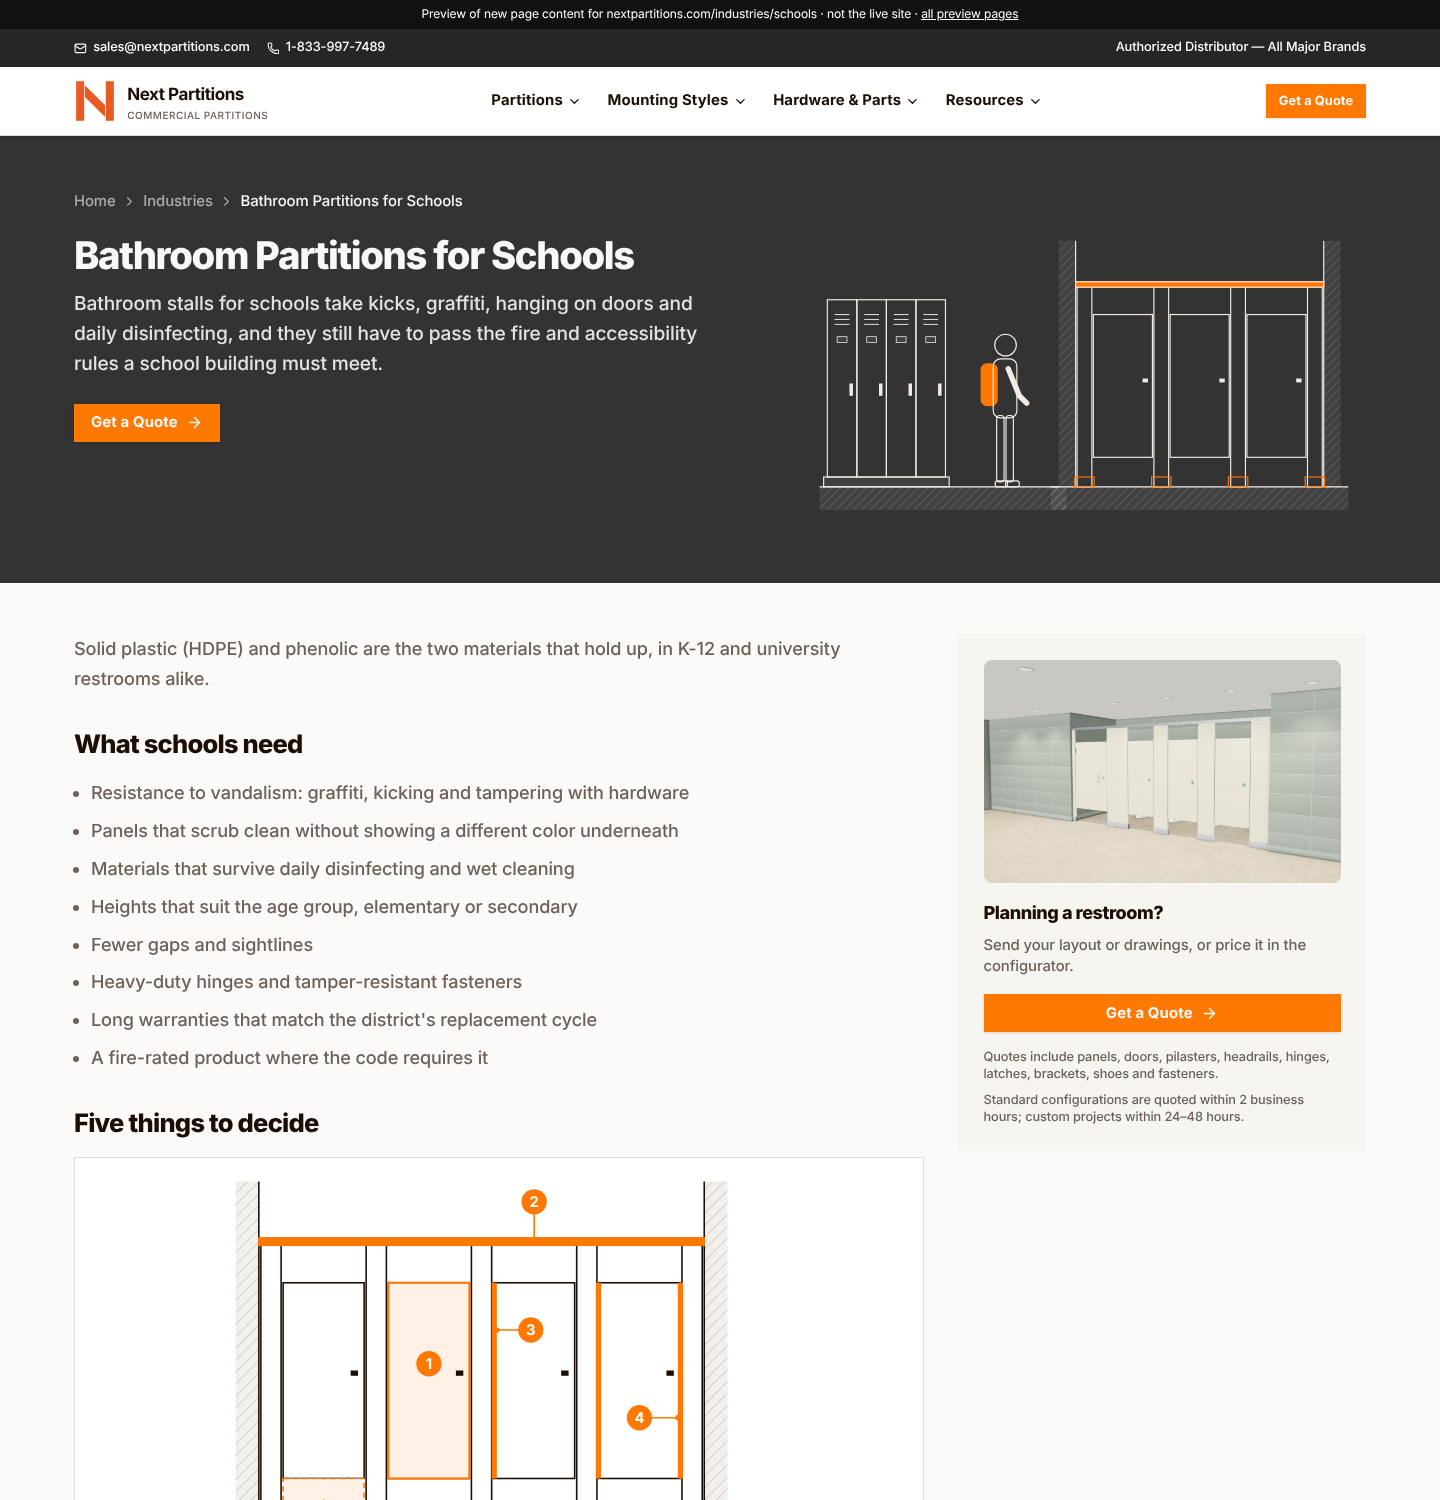 Preview of new page content for nextpartitions.com/industries/schools · not the live site · all preview pages
sales@nextpartitions.com
1-833-997-7489
Authorized Distributor — All Major Brands
Next Partitions
COMMERCIAL PARTITIONS
Partitions
Mounting Styles
Hardware & Parts
Resources
Get a Quote
Home > Industries > Bathroom Partitions for Schools
Bathroom Partitions for Schools
Bathroom stalls for schools take kicks, graffiti, hanging on doors and
daily disinfecting, and they still have to pass the fire and accessibility
rules a school building must meet.
Get a Quote
Solid plastic (HDPE) and phenolic are the two materials that hold up, in K-12 and university
restrooms alike.
What schools need
• Resistance to vandalism: graffiti, kicking and tampering with hardware
• Panels that scrub clean without showing a different color underneath
• Materials that survive daily disinfecting and wet cleaning
• Heights that suit the age group, elementary or secondary
• Fewer gaps and sightlines
• Heavy-duty hinges and tamper-resistant fasteners
• Long warranties that match the district's replacement cycle
• A fire-rated product where the code requires it
Five things to decide
2
3
1
4
Planning a restroom?
Send your layout or drawings, or price it in the
configurator.
Get a Quote
Quotes include panels, doors, pilasters, headrails, hinges,
latches, brackets, shoes and fasteners.
Standard configurations are quoted within 2 business
hours; custom projects within 24–48 hours.